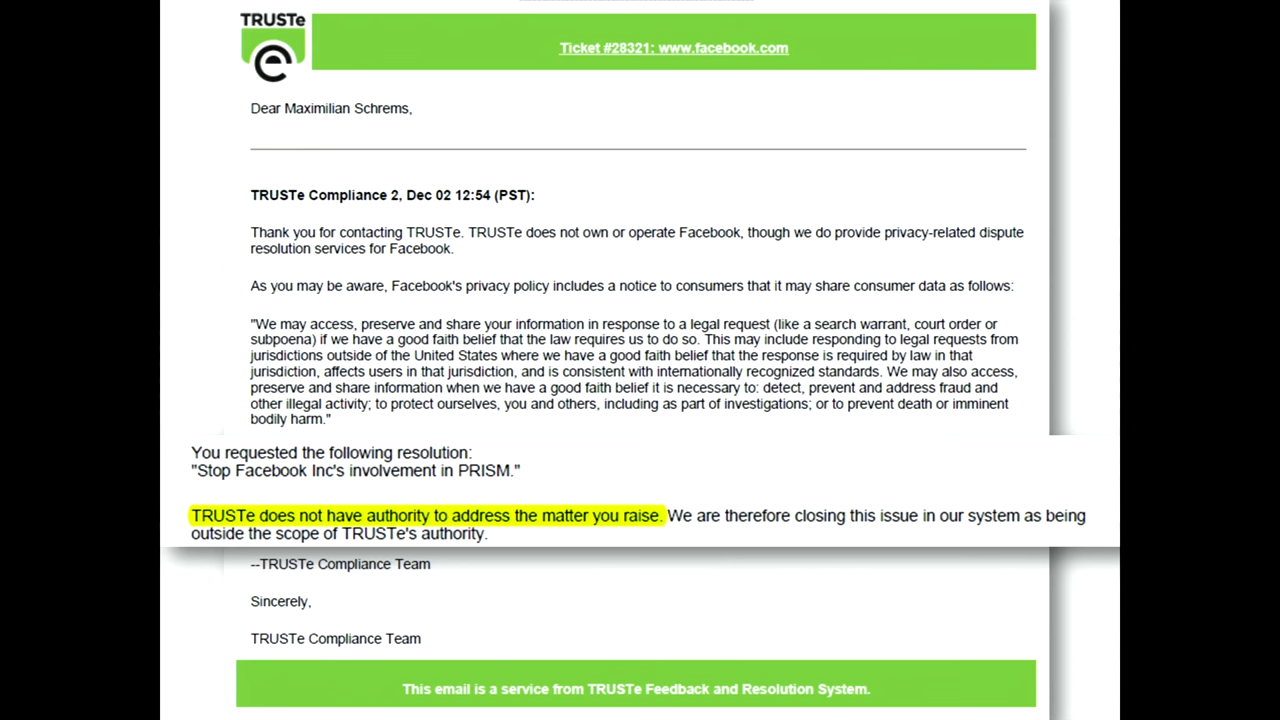 TRUSTe
e
Ticket #28321: www.facebook.com
Dear Maximilian Schrems,
TRUSTe Compliance 2, Dec 02 12:54 (PST):
Thank you for contacting TRUSTe. TRUSTe does not own or operate Facebook, though we do provide privacy-related dispute
resolution services for Facebook.
As you may be aware, Facebook's privacy policy includes a notice to consumers that it may share consumer data as follows:
"We may access, preserve and share your information in response to a legal request (like a search warrant, court order or
subpoena) if we have a good faith belief that the law requires us to do so. This may include responding to legal requests from
jurisdictions outside of the United States where we have a good faith belief that the response is required by law in that
jurisdiction, affects users in that jurisdiction, and is consistent with internationally recognized standards. We may also access,
preserve and share information when we have a good faith belief it is necessary to: detect, prevent and address fraud and
other illegal activity; to protect ourselves, you and others, including as part of investigations; or to prevent death or imminent
bodily harm."
You requested the following resolution:
"Stop Facebook Inc's involvement in PRISM."
TRUSTe does not have authority to address the matter you raise. We are therefore closing this issue in our system as being
outside the scope of TRUSTe's authority.
--TRUSTe Compliance Team
Sincerely,
TRUSTe Compliance Team
This email is a service from TRUSTe Feedback and Resolution System.